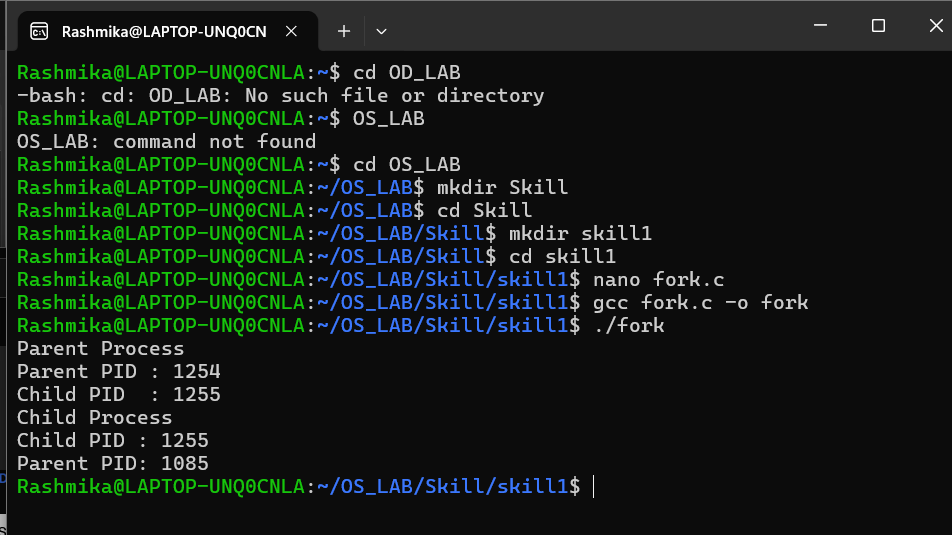 Rashmika@LAPTOP-UNQ0CN
Rashmika@LAPTOP-UNQ0CNLA:~$ cd OD_LAB
-bash: cd: OD_LAB: No such file or directory
Rashmika@LAPTOP-UNQ0CNLA:~$ OS_LAB
OS_LAB: command not found
Rashmika@LAPTOP-UNQ0CNLA:~$ cd OS_LAB
Rashmika@LAPTOP-UNQ0CNLA:~/OS_LAB$ mkdir Skill
Rashmika@LAPTOP-UNQ0CNLA:~/OS_LAB$ cd Skill
Rashmika@LAPTOP-UNQ0CNLA:~/OS_LAB/Skill$ mkdir skill1
Rashmika@LAPTOP-UNQ0CNLA:~/OS_LAB/Skill$ cd skill1
Rashmika@LAPTOP-UNQ0CNLA:~/OS_LAB/Skill/skill1$ nano fork.c
Rashmika@LAPTOP-UNQ0CNLA:~/OS_LAB/Skill/skill1$ gcc fork.c -o fork
Rashmika@LAPTOP-UNQ0CNLA:~/OS_LAB/Skill/skill1$ ./fork
Parent Process
Parent PID : 1254
Child PID  : 1255
Child Process
Child PID : 1255
Parent PID: 1085
Rashmika@LAPTOP-UNQ0CNLA:~/OS_LAB/Skill/skill1$